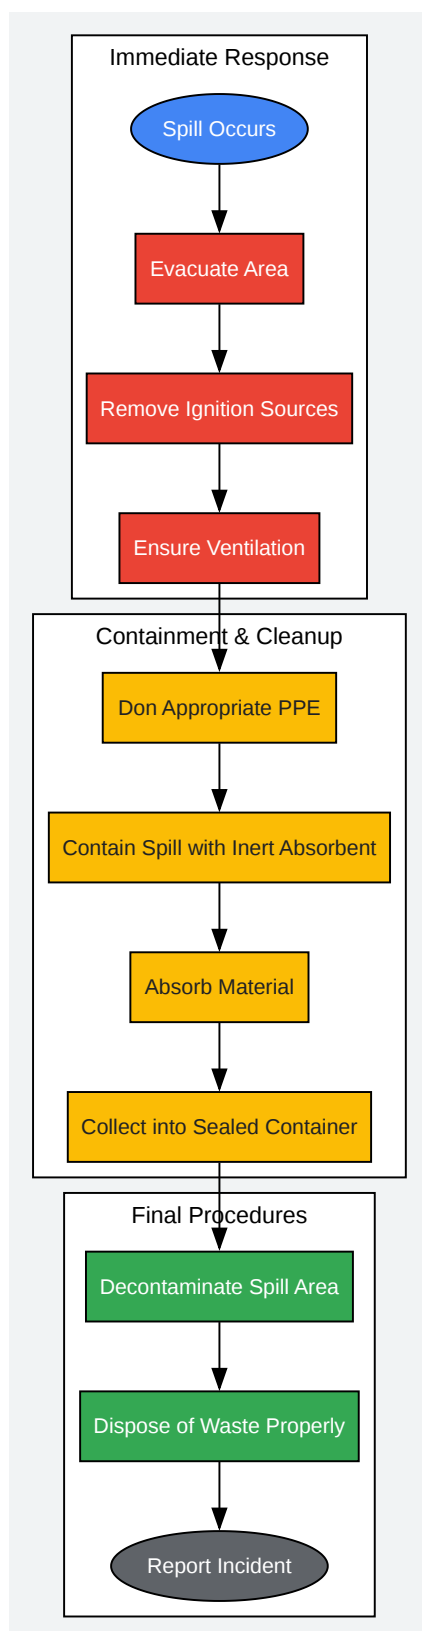 Immediate Response
Spill Occurs
Evacuate Area
Remove Ignition Sources
Ensure Ventilation
Containment & Cleanup
Don Appropriate PPE
Contain Spill with Inert Absorbent
Absorb Material
Collect into Sealed Container
Final Procedures
Decontaminate Spill Area
Dispose of Waste Properly
Report Incident